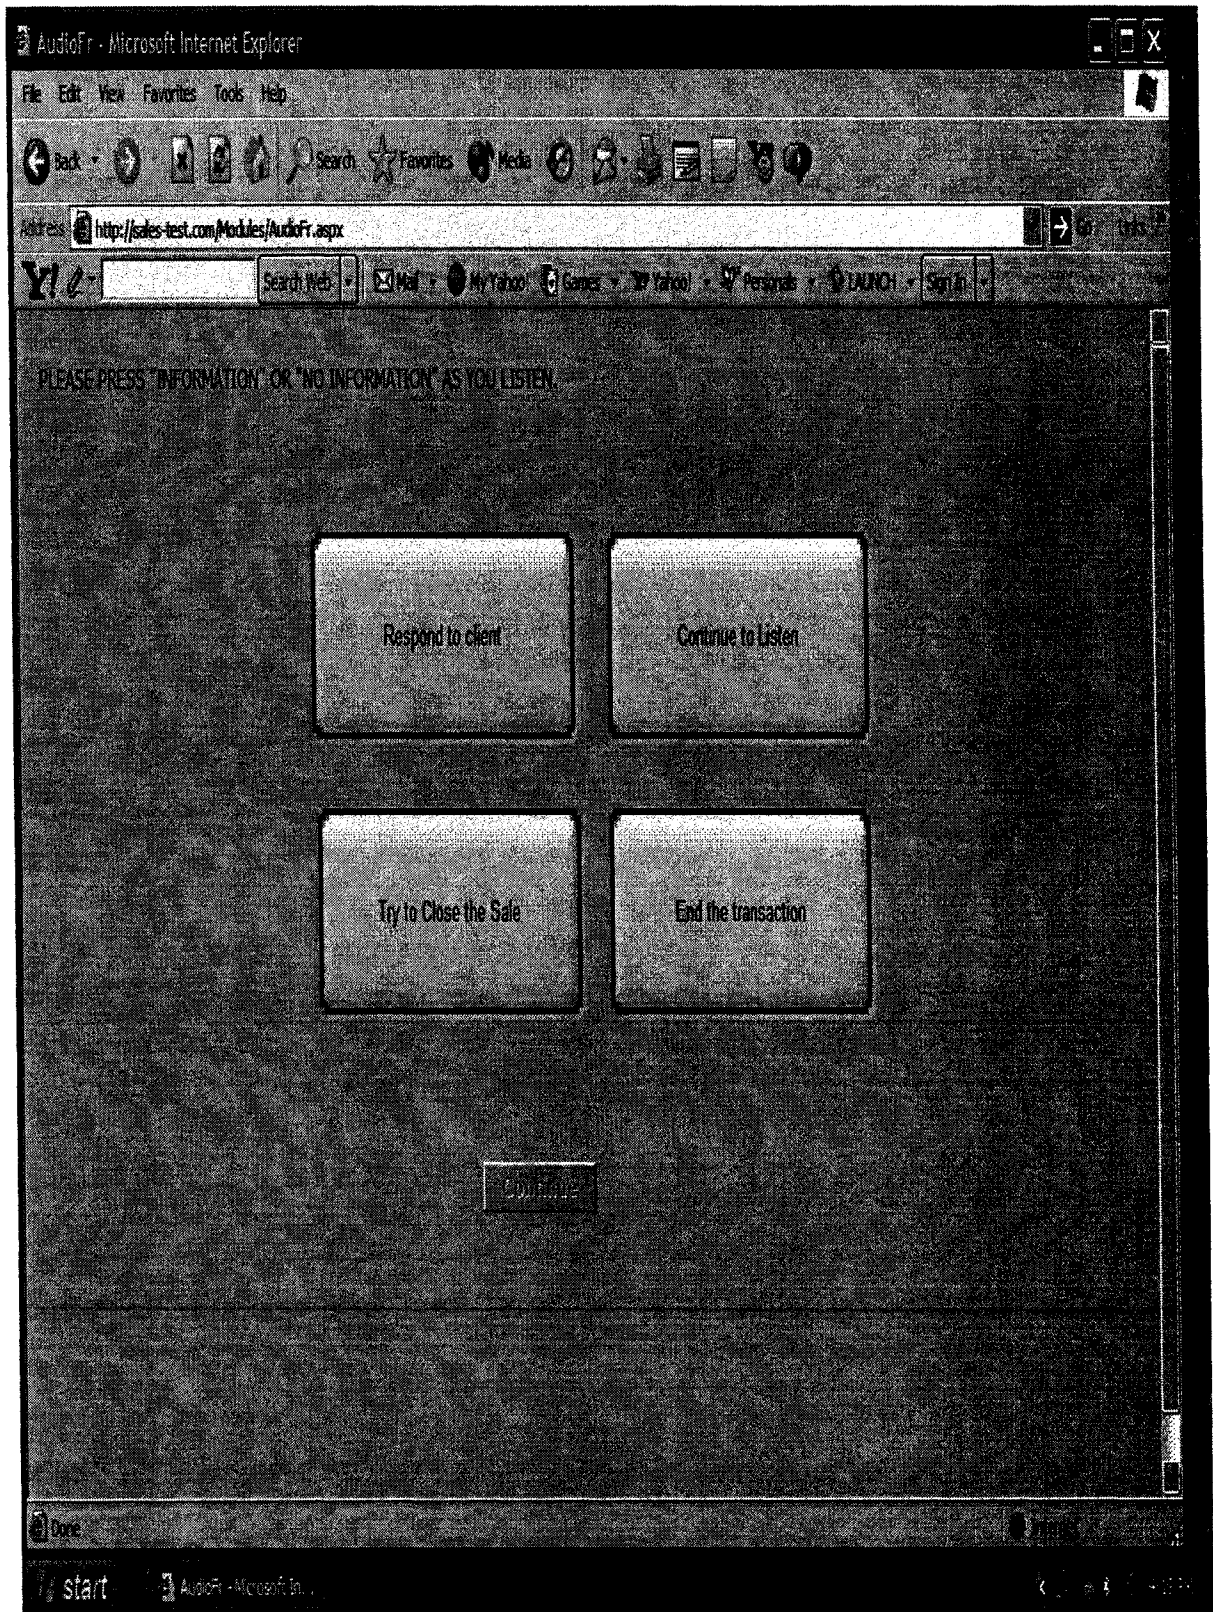 AudioFr - Microsoft Internet Explorer
File Edit View Favorites Tools Help
Back Search Favorites Media
Address http://sales-test.com/Modules/AudioFr.aspx Go Links
Y! Search Web Mail My Yahoo! Games Yahoo! Personals LAUNCH Sign In
PLEASE PRESS "INFORMATION" OR "NO INFORMATION" AS YOU LISTEN.
Respond to client Continue to Listen
Try to Close the Sale End the transaction
Continue
Done
start AudioFr - Microsoft In...